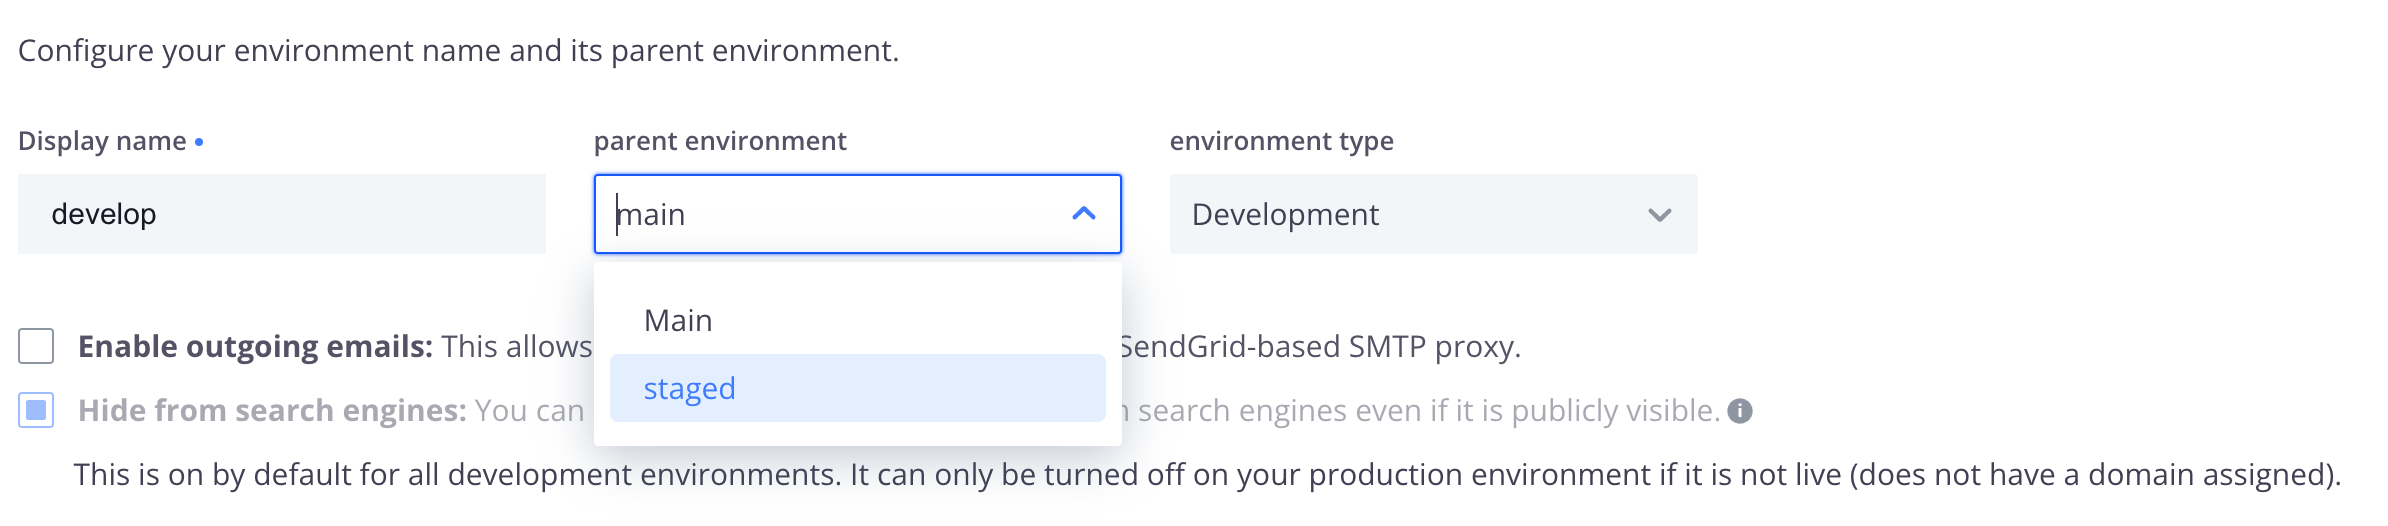 Configure your environment name and its parent environment.
Display name
parent environment
environment type
develop
main
Development
Main
staged
Enable outgoing emails: This allows
SendGrid-based SMTP proxy.
Hide from search engines: You can
search engines even if it is publicly visible.
This is on by default for all development environments. It can only be turned off on your production environment if it is not live (does not have a domain assigned).